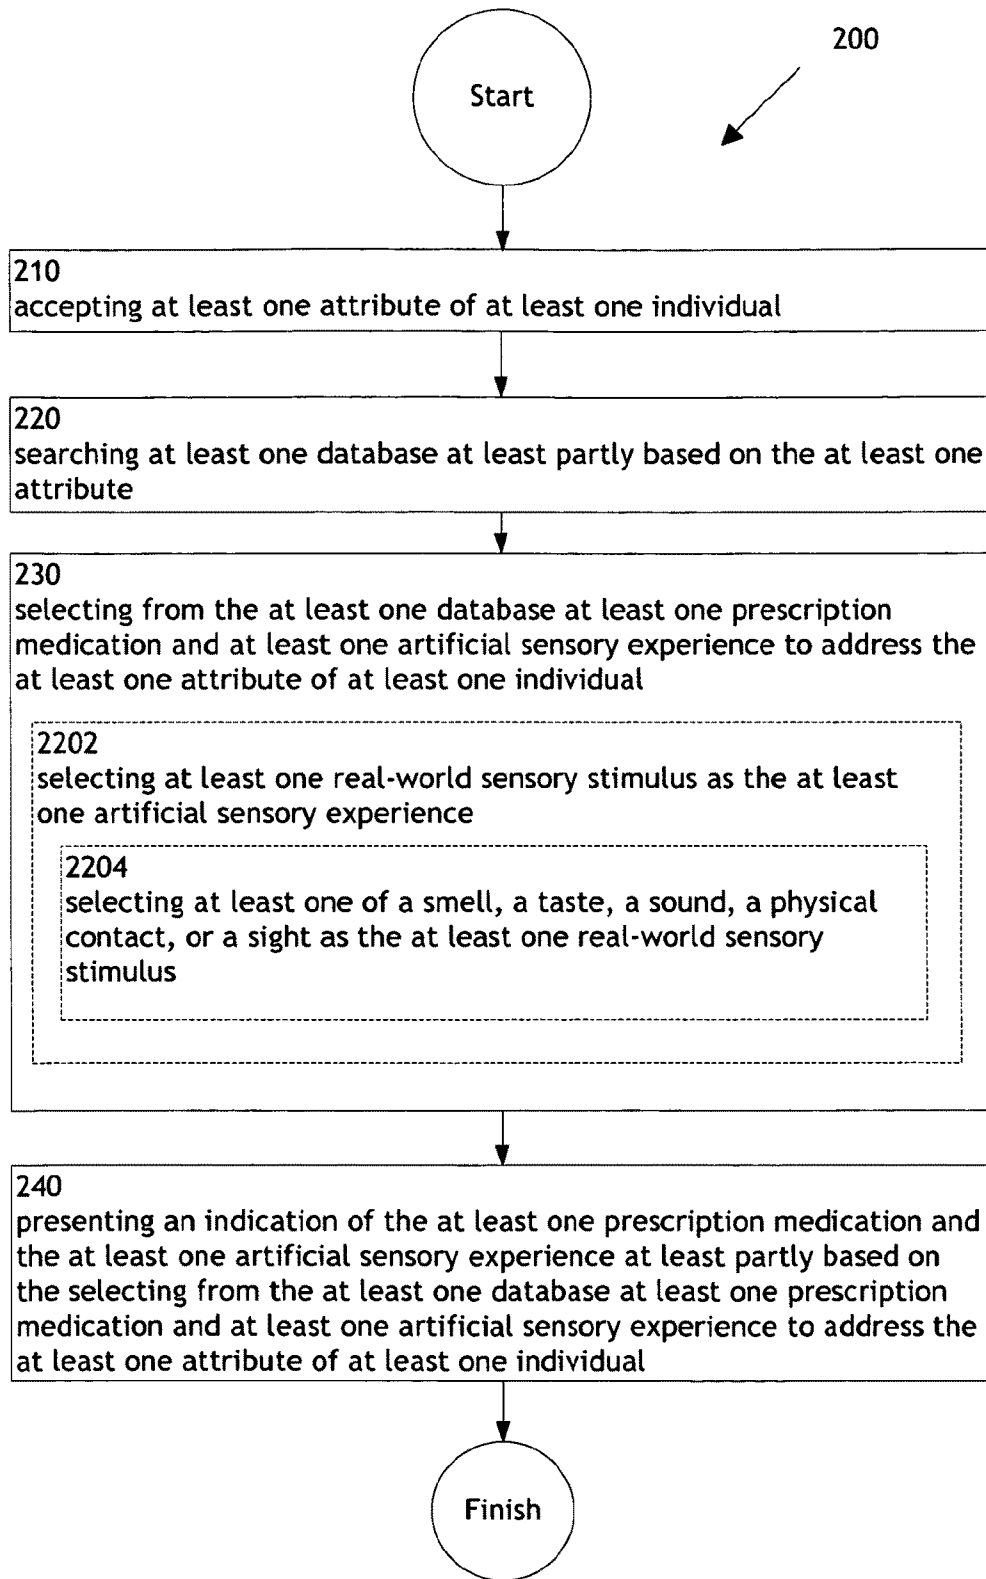 200
Start
210
accepting at least one attribute of at least one individual
220
searching at least one database at least partly based on the at least one
attribute
230
selecting from the at least one database at least one prescription
medication and at least one artificial sensory experience to address the
at least one attribute of at least one individual
2202
selecting at least one real-world sensory stimulus as the at least
one artificial sensory experience
2204
selecting at least one of a smell, a taste, a sound, a physical
contact, or a sight as the at least one real-world sensory
stimulus
240
presenting an indication of the at least one prescription medication and
the at least one artificial sensory experience at least partly based on
the selecting from the at least one database at least one prescription
medication and at least one artificial sensory experience to address the
at least one attribute of at least one individual
Finish